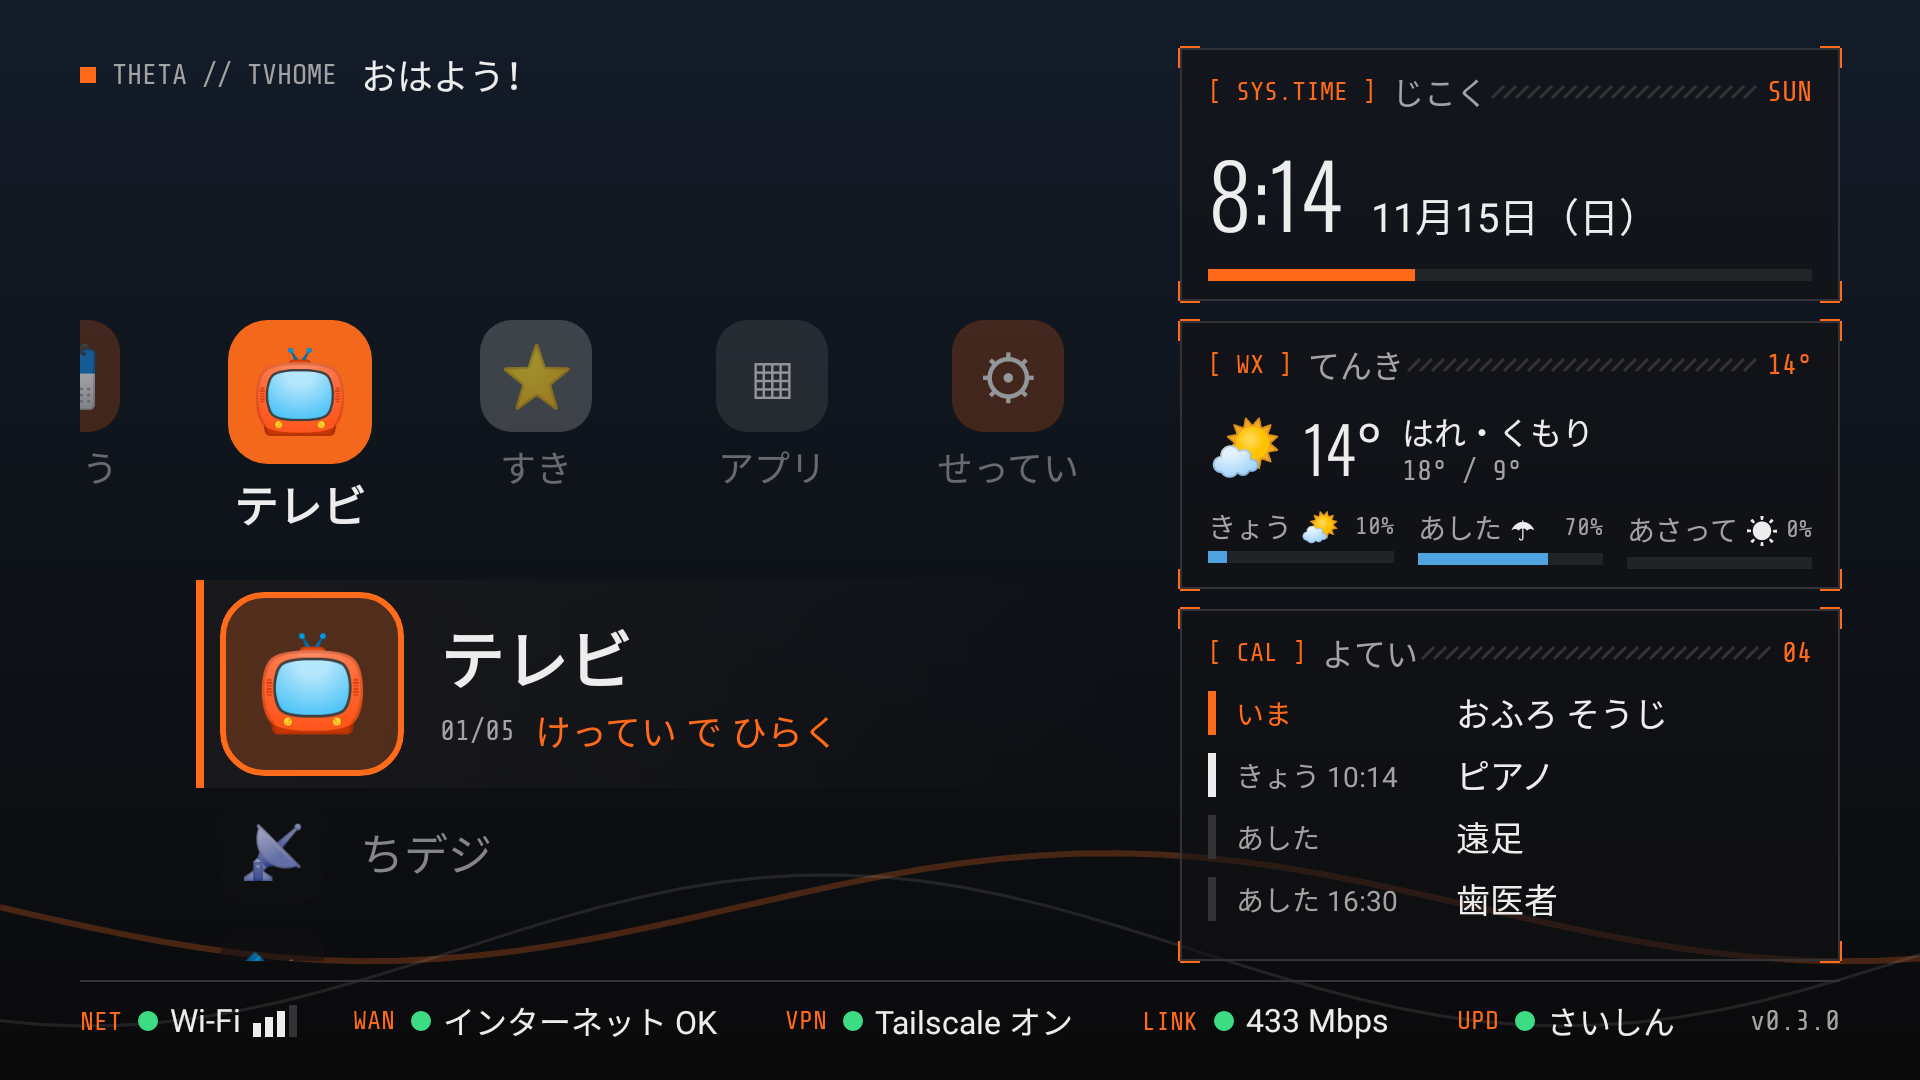 THETA // TVHOME おはよう!
う
テレビ
すき
アプリ
せってい
テレビ
01/05 けってい で ひらく
ちデジ
[ SYS.TIME ] じこく SUN
8:14 11月15日（日）
[ WX ] てんき 14°
14° はれ・くもり
18° / 9°
きょう 10% あした 70% あさって 0%
[ CAL ] よてい 04
いま おふろ そうじ
きょう 10:14 ピアノ
あした 遠足
あした 16:30 歯医者
NET Wi-Fi WAN インターネット OK VPN Tailscale オン LINK 433 Mbps UPD さいしん v0.3.0